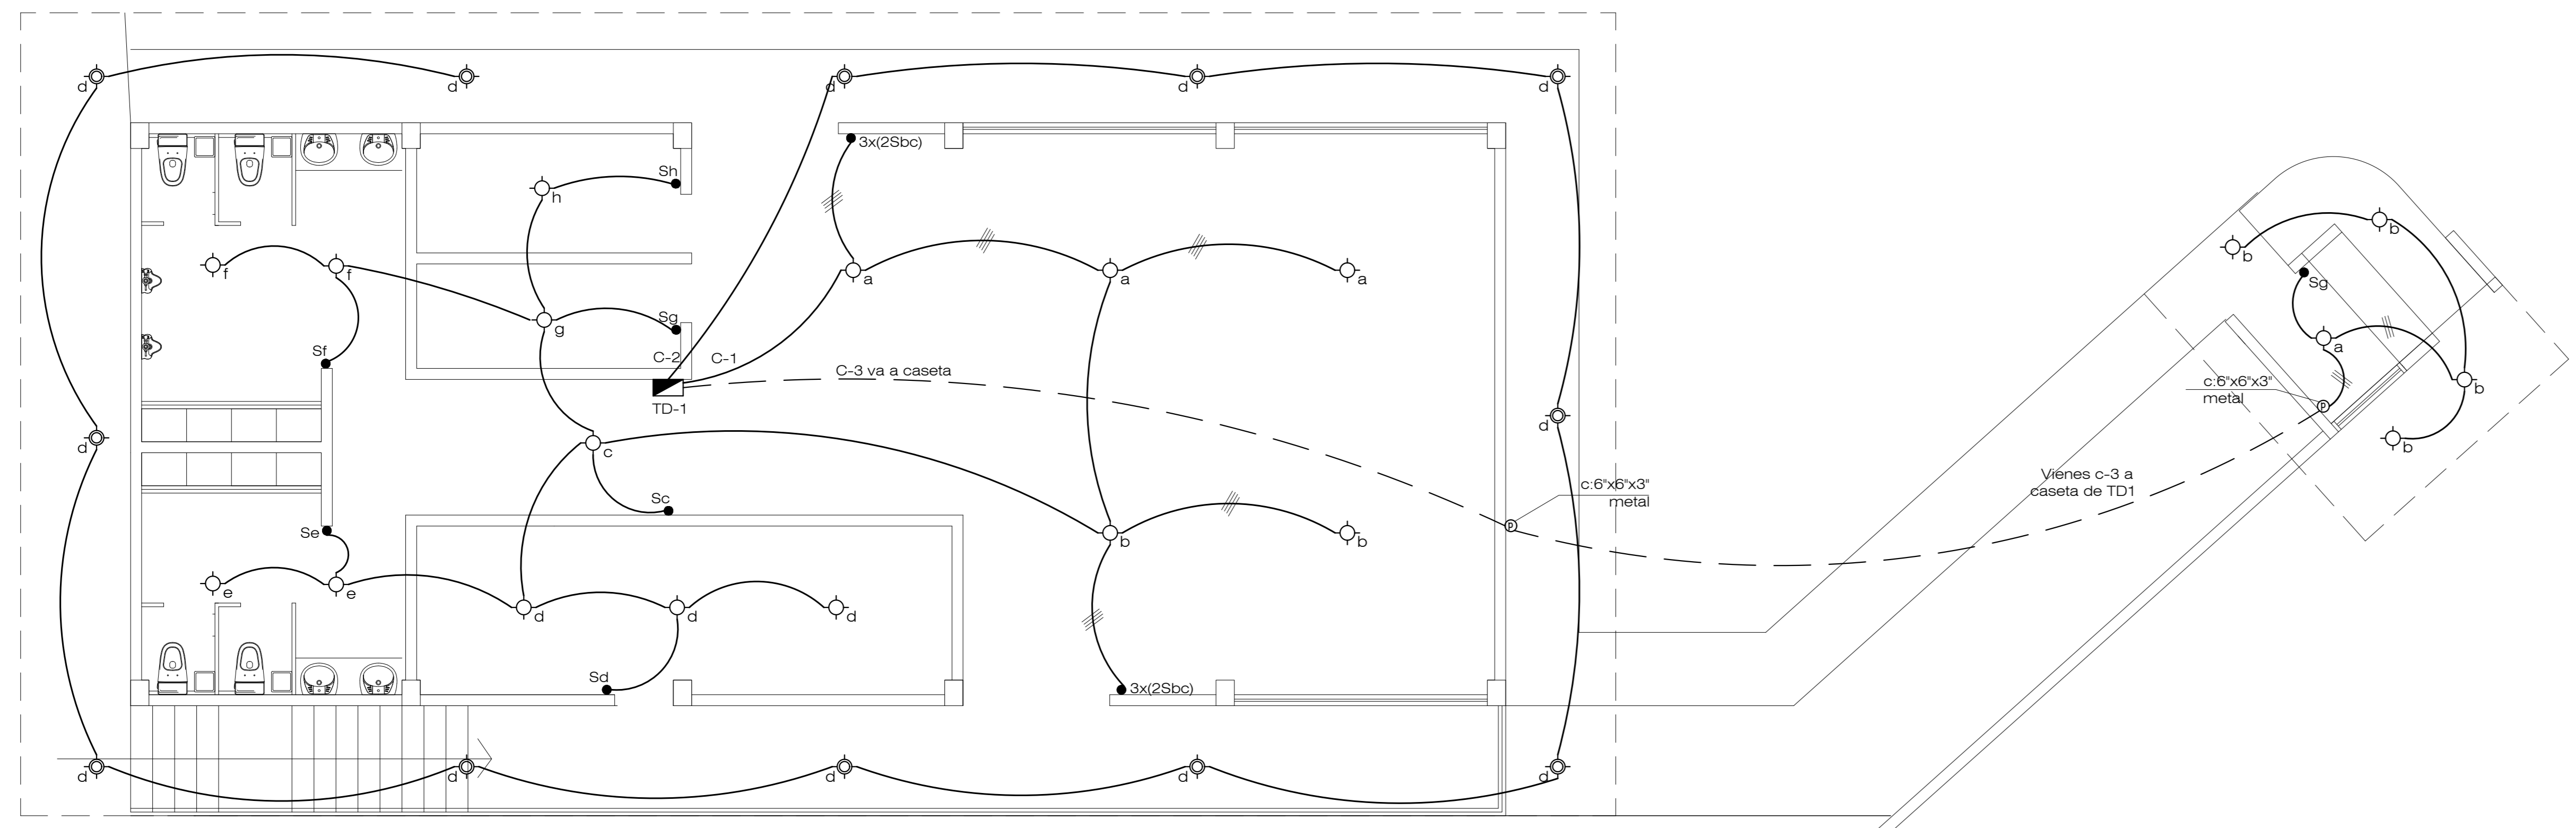 d
d
d
d
d
3x(2Sbc)
Sh
h
b
b
f
f
a
a
a
Sg
Sg
g
a
Sf
C-2
C-1
C-3 va a caseta
TD-1
c:6"x6"x3"
metal
b
d
d
c
b
Vienes c-3 a
caseta de TD1
c:6"x6"x3"
metal
Sc
P
P
Se
b
b
e
e
d
d
d
Sd
3x(2Sbc)
d
d
d
d
d